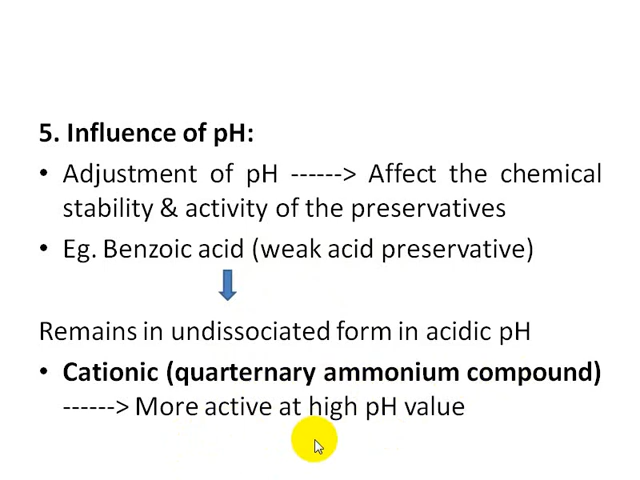 5. Influence of pH:
• Adjustment of pH ------> Affect the chemical
stability & activity of the preservatives
• Eg. Benzoic acid (weak acid preservative)
Remains in undissociated form in acidic pH
• Cationic (quarternary ammonium compound)
------> More active at high pH value